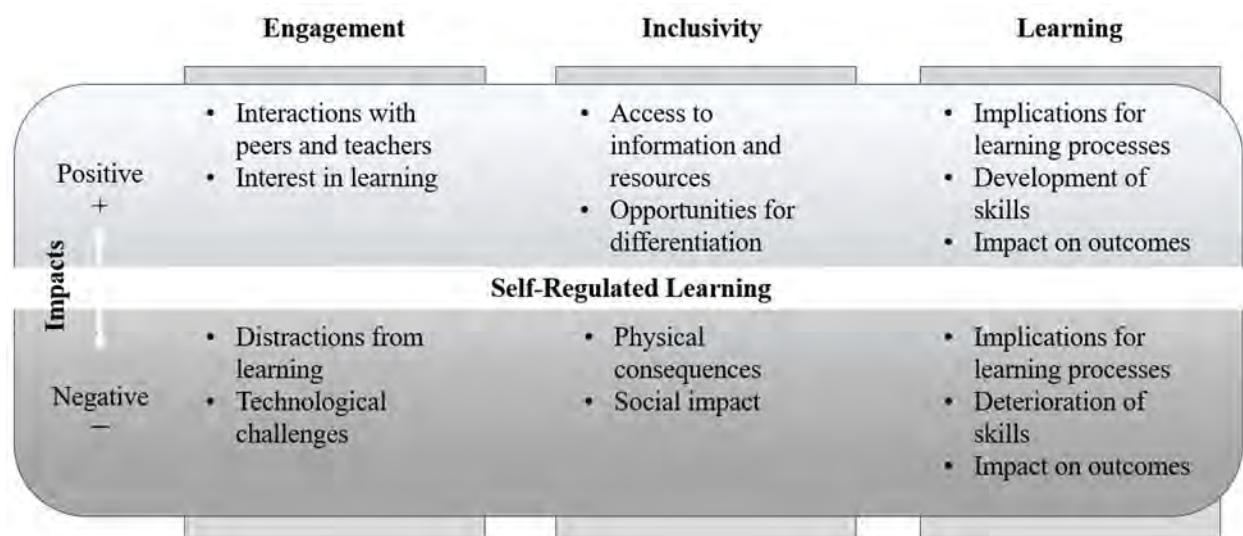 Engagement
Inclusivity
Learning
Impacts
Positive
+
• Interactions with
peers and teachers
• Interest in learning
• Access to
information and
resources
• Opportunities for
differentiation
• Implications for
learning processes
• Development of
skills
• Impact on outcomes
Self-Regulated Learning
Negative
–
• Distractions from
learning
• Technological
challenges
• Physical
consequences
• Social impact
• Implications for
learning processes
• Deterioration of
skills
• Impact on outcomes